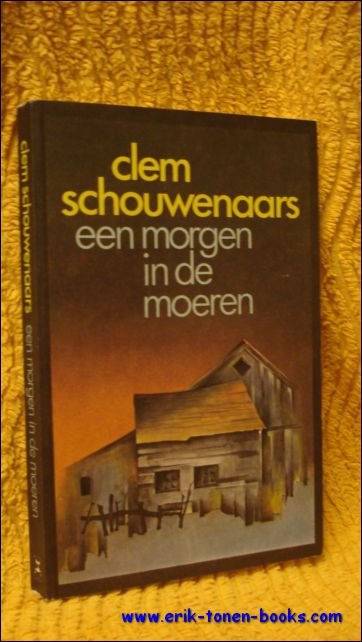 clem
schouwenaars
een morgen
in de
moeren
clem schouwenaars een morgen in de moeren
www.erik-tonen-books.com